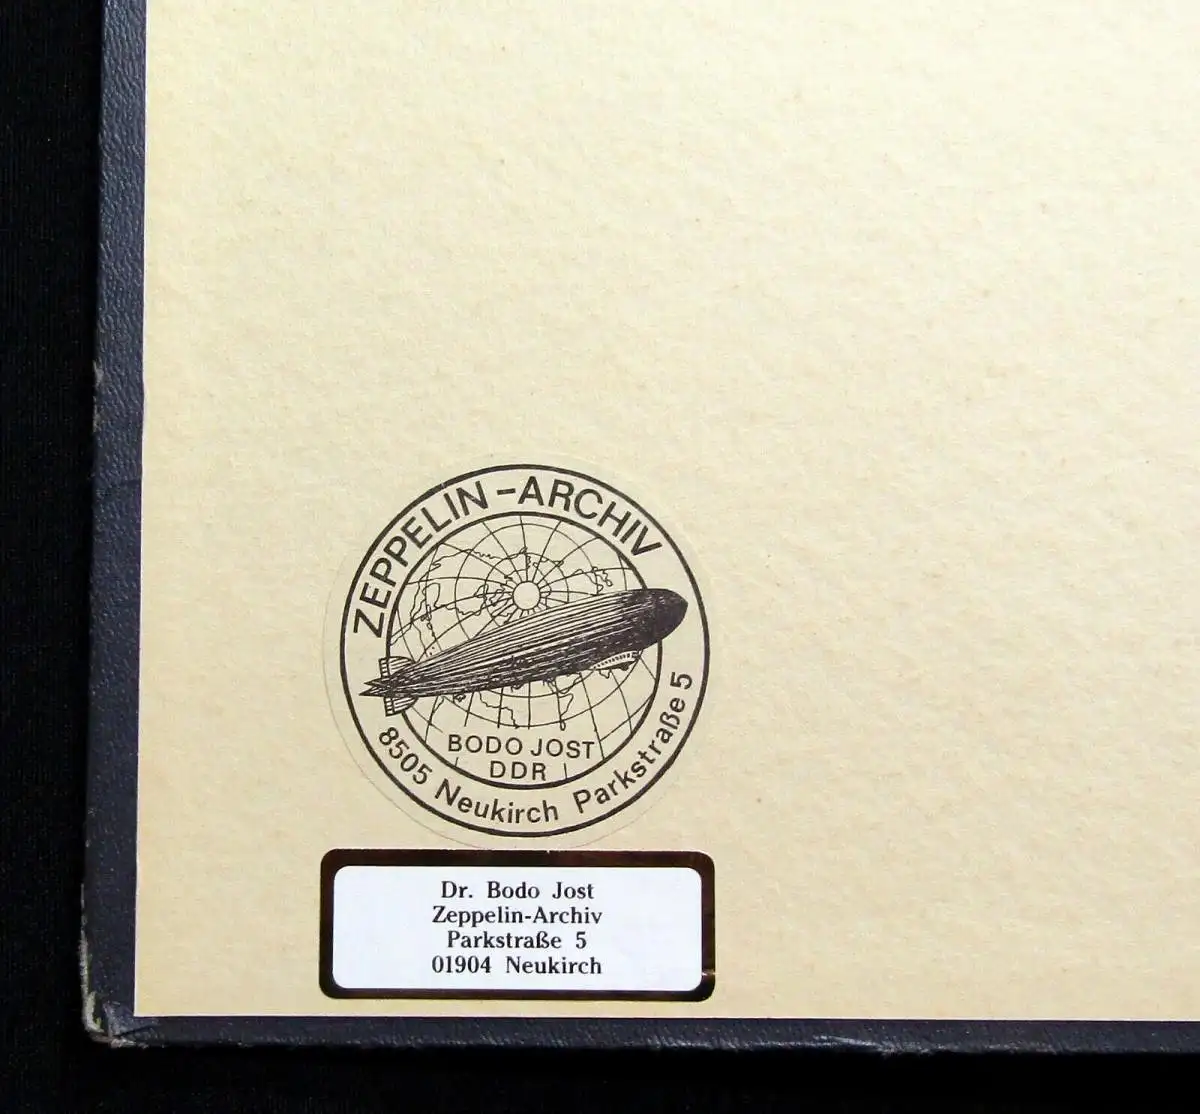 ZEPPELIN-ARCHIV
BODO JOST
DDR
8505 Neukirch Parkstraße 5
Dr. Bodo Jost
Zeppelin-Archiv
Parkstraße 5
01904 Neukirch